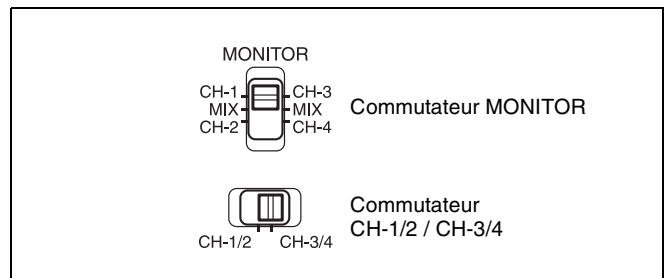 MONITOR
CH-1 CH-3
MIX MIX
CH-2 CH-4
Commutateur MONITOR
CH-1/2 CH-3/4
Commutateur
CH-1/2 / CH-3/4